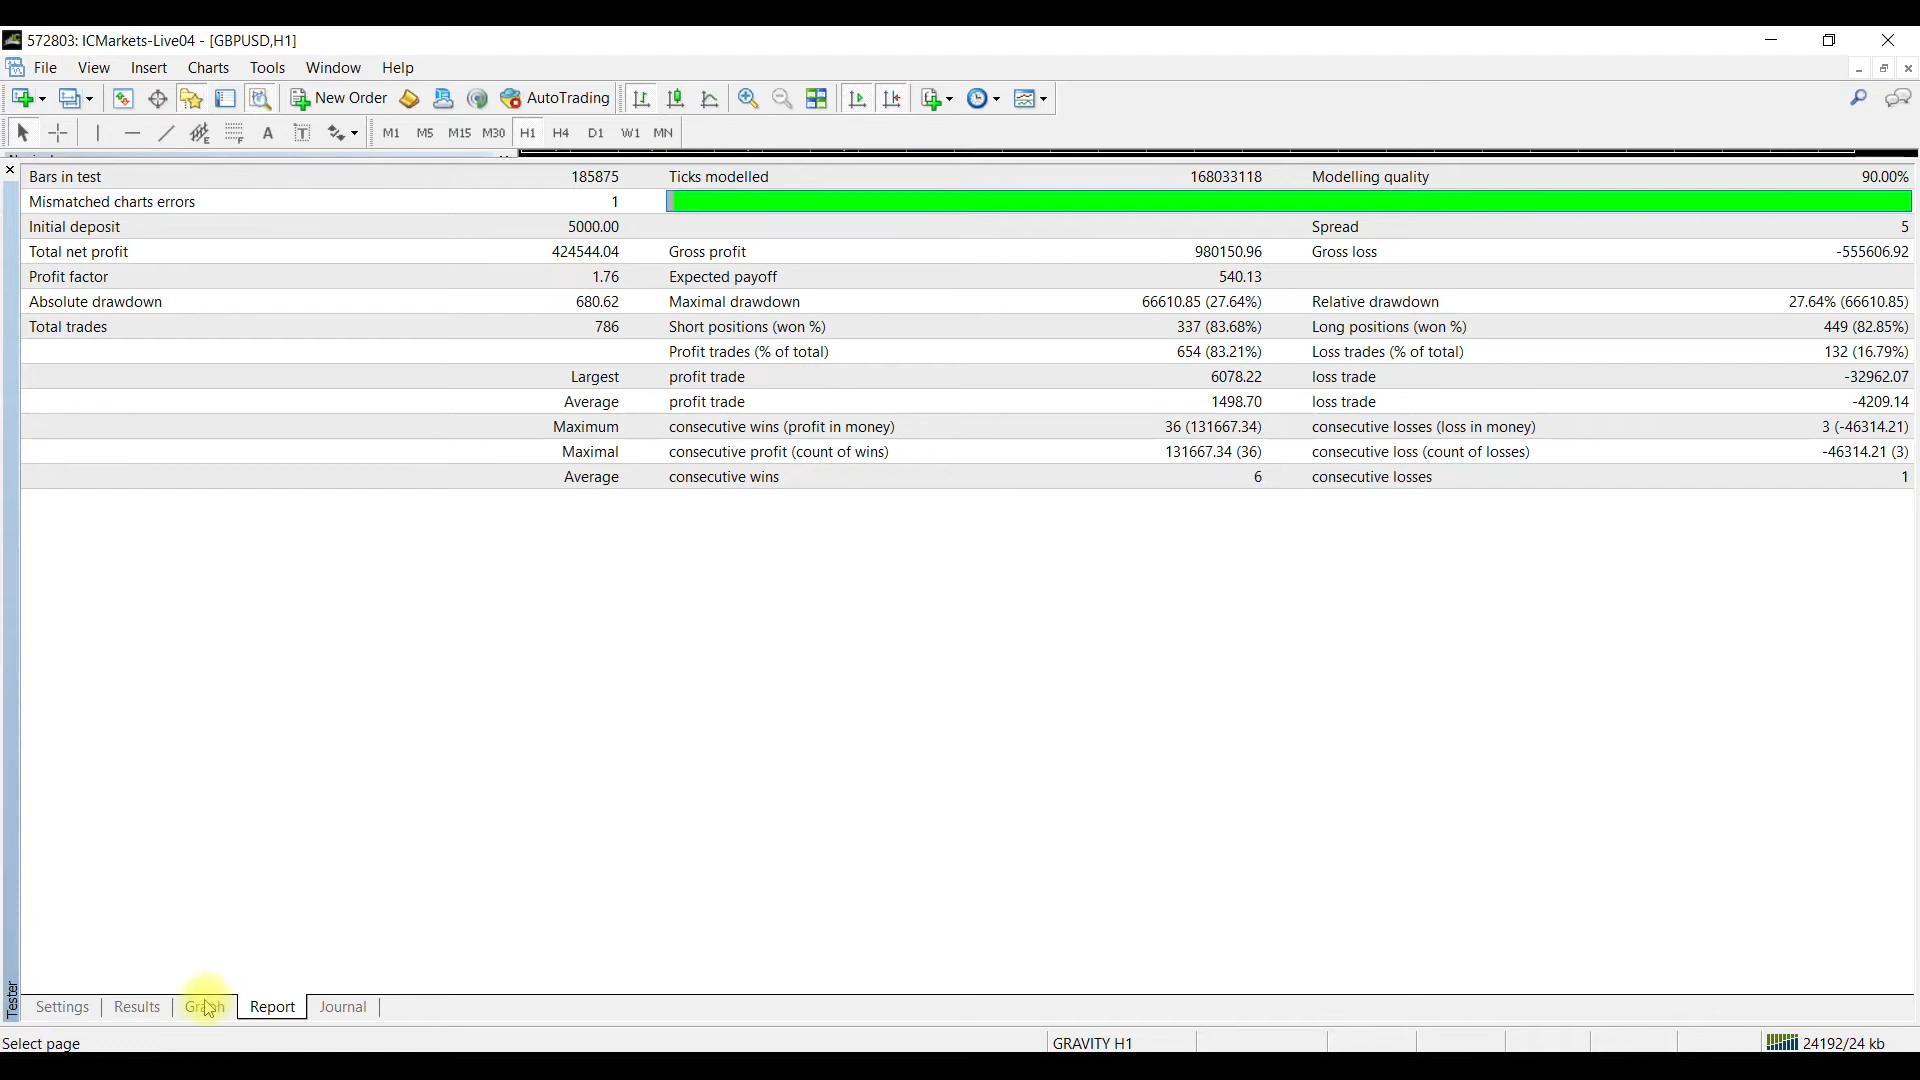 572803: ICMarkets-Live04 - [GBPUSD,H1]
File View Insert Charts Tools Window Help
New Order AutoTrading
M1 M5 M15 M30 H1 H4 D1 W1 MN
Bars in test 185875 Ticks modelled 168033118 Modelling quality 90.00%
Mismatched charts errors 1
Initial deposit 5000.00 Spread 5
Total net profit 424544.04 Gross profit 980150.96 Gross loss -555606.92
Profit factor 1.76 Expected payoff 540.13
Absolute drawdown 680.62 Maximal drawdown 66610.85 (27.64%) Relative drawdown 27.64% (66610.85)
Total trades 786 Short positions (won %) 337 (83.68%) Long positions (won %) 449 (82.85%)
Profit trades (% of total) 654 (83.21%) Loss trades (% of total) 132 (16.79%)
Largest profit trade 6078.22 loss trade -32962.07
Average profit trade 1498.70 loss trade -4209.14
Maximum consecutive wins (profit in money) 36 (131667.34) consecutive losses (loss in money) 3 (-46314.21)
Maximal consecutive profit (count of wins) 131667.34 (36) consecutive loss (count of losses) -46314.21 (3)
Average consecutive wins 6 consecutive losses 1
Tester
Settings Results Graph Report Journal
Select page GRAVITY H1 24192/24 kb